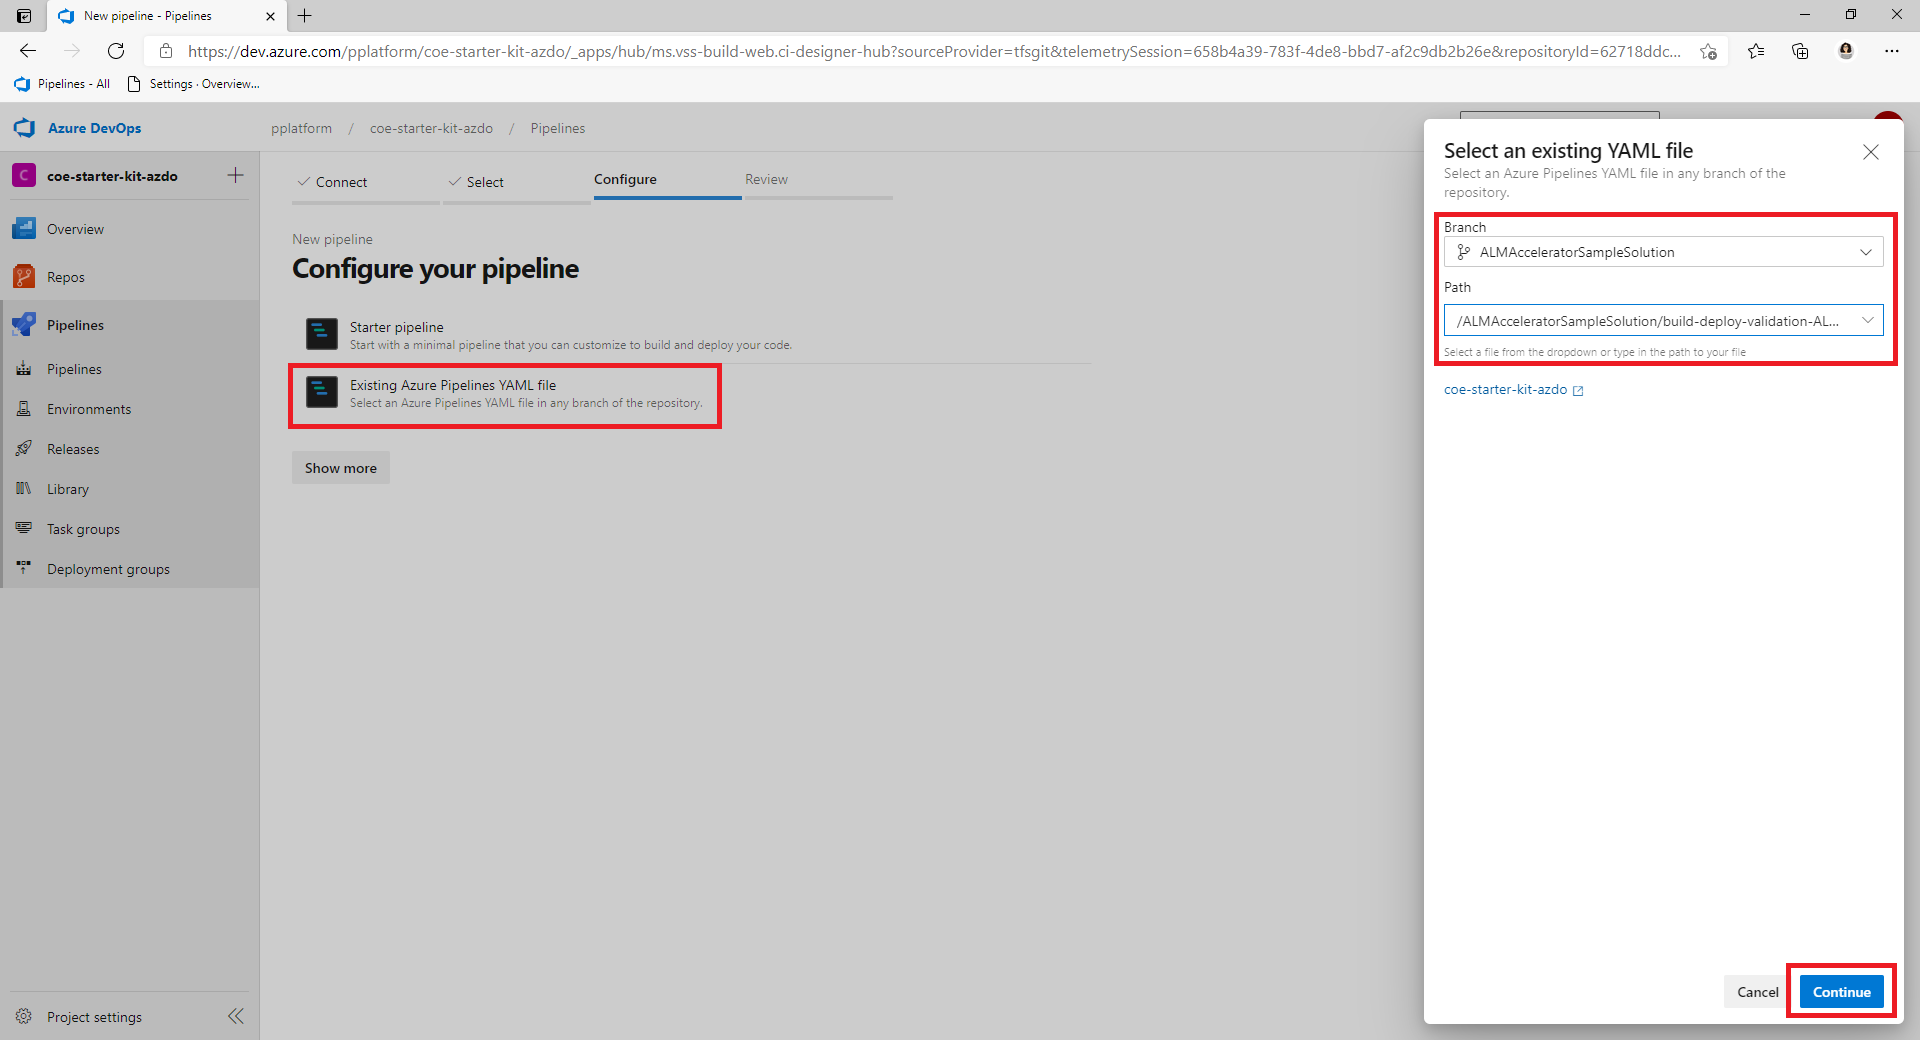 New pipeline - Pipelines
https://dev.azure.com/pplatform/coe-starter-kit-azdo/_apps/hub/ms.vss-build-web.ci-designer-hub?sourceProvider=tfsgit&telemetrySession=658b4a39-783f-4de8-bbd7-af2c9db2b26e&repositoryId=62718ddc...
Pipelines - All
Settings · Overview...
Azure DevOps
pplatform / coe-starter-kit-azdo / Pipelines
C coe-starter-kit-azdo
Overview
Repos
Pipelines
Pipelines
Environments
Releases
Library
Task groups
Deployment groups
Project settings
Connect
Select
Configure
Review
New pipeline
Configure your pipeline
Starter pipeline
Start with a minimal pipeline that you can customize to build and deploy your code.
Existing Azure Pipelines YAML file
Select an Azure Pipelines YAML file in any branch of the repository.
Show more
Select an existing YAML file
Select an Azure Pipelines YAML file in any branch of the
repository.
Branch
ALMAcceleratorSampleSolution
Path
/ALMAcceleratorSampleSolution/build-deploy-validation-AL...
Select a file from the dropdown or type in the path to your file
coe-starter-kit-azdo
Cancel
Continue